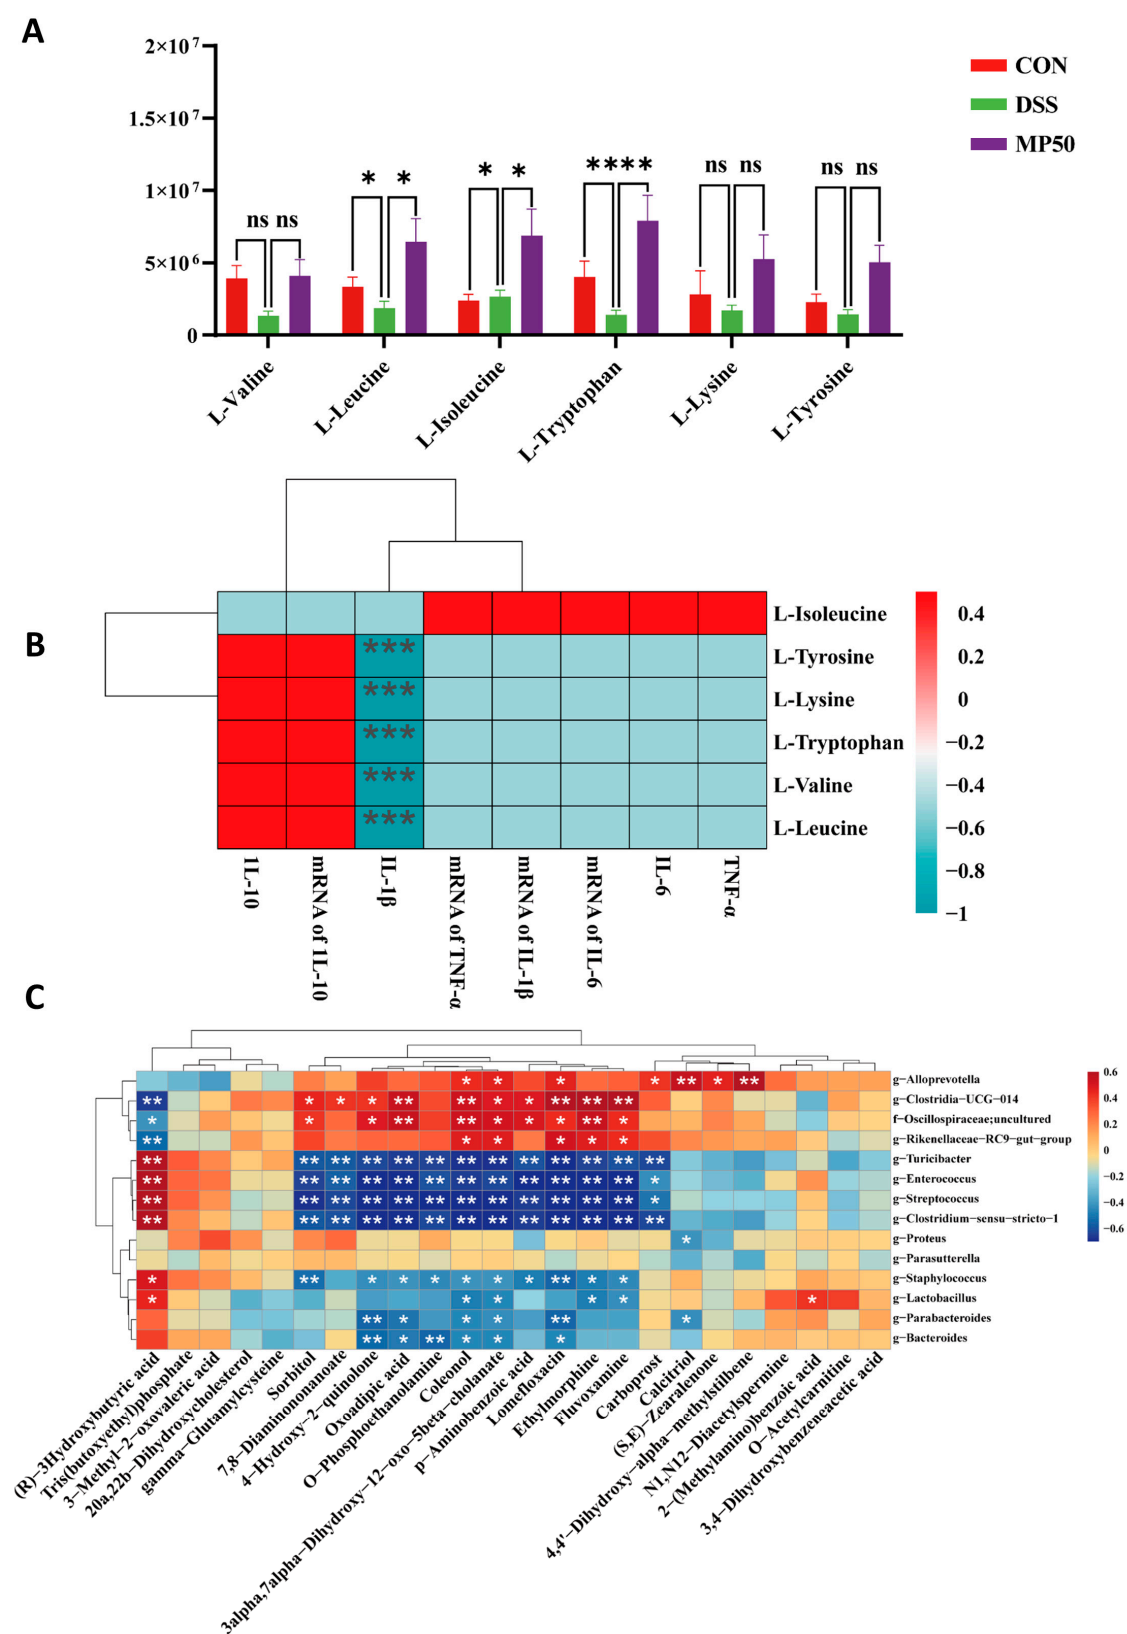 A
2×10⁷
1.5×10⁷
1×10⁷
5×10⁶
0
CON
DSS
MP50
ns ns
* *
* *
****
ns ns
ns ns
L-Valine
L-Leucine
L-Isoleucine
L-Tryptophan
L-Lysine
L-Tyrosine
B
L-Isoleucine
L-Tyrosine
L-Lysine
L-Tryptophan
L-Valine
L-Leucine
***
***
***
***
***
1L-10
mRNA of 1L-10
IL-1β
mRNA of TNF-α
mRNA of IL-1β
mRNA of IL-6
IL-6
TNF-α
0.4
0.2
0
−0.2
−0.4
−0.6
−0.8
−1
C
g−Alloprevotella
g−Clostridia−UCG−014
f−Oscillospiraceae;uncultured
g−Rikenellaceae−RC9−gut−group
g−Turicibacter
g−Enterococcus
g−Streptococcus
g−Clostridium−sensu−stricto−1
g−Proteus
g−Parasutterella
g−Staphylococcus
g−Lactobacillus
g−Parabacteroides
g−Bacteroides
* * * * ** * **
** * * * ** ** * * ** ** **
* * * ** ** * * * ** *
** * * * * *
** ** ** ** ** ** ** ** ** ** ** ** **
** ** ** ** ** ** ** ** ** ** ** ** *
** ** ** ** ** ** ** ** ** ** ** ** *
** ** ** ** ** ** ** ** ** ** ** ** **
*
* ** * * * * * * ** * *
* * * * * *
** * * * ** *
** * ** * * *
0.6
0.4
0.2
0
−0.2
−0.4
−0.6
(R)−3Hydroxybutyric acid
Tris(butoxyethyl)phosphate
3−Methyl−2−oxovaleric acid
20a,22b−Dihydroxycholesterol
gamma−Glutamylcysteine
Sorbitol
7,8−Diaminononanoate
4−Hydroxy−2−quinolone
Oxoadipic acid
O−Phosphoethanolamine
Colconol
3alpha,7alpha−Dihydroxy−12−oxo−5beta−cholamate
p−Aminobenzoic acid
Lomefloxacin
Ethylmorphine
Fluvoxamine
Carboprost
Calcitriol
(S,E)−Zearalenone
4,4'−Dihydroxy−alpha−methylstilbene
N1,N12−Diacetylspermine
2−(Methylamino)benzoic acid
O−Acetylcarnitine
3,4−Dihydroxybenzeneacetic acid